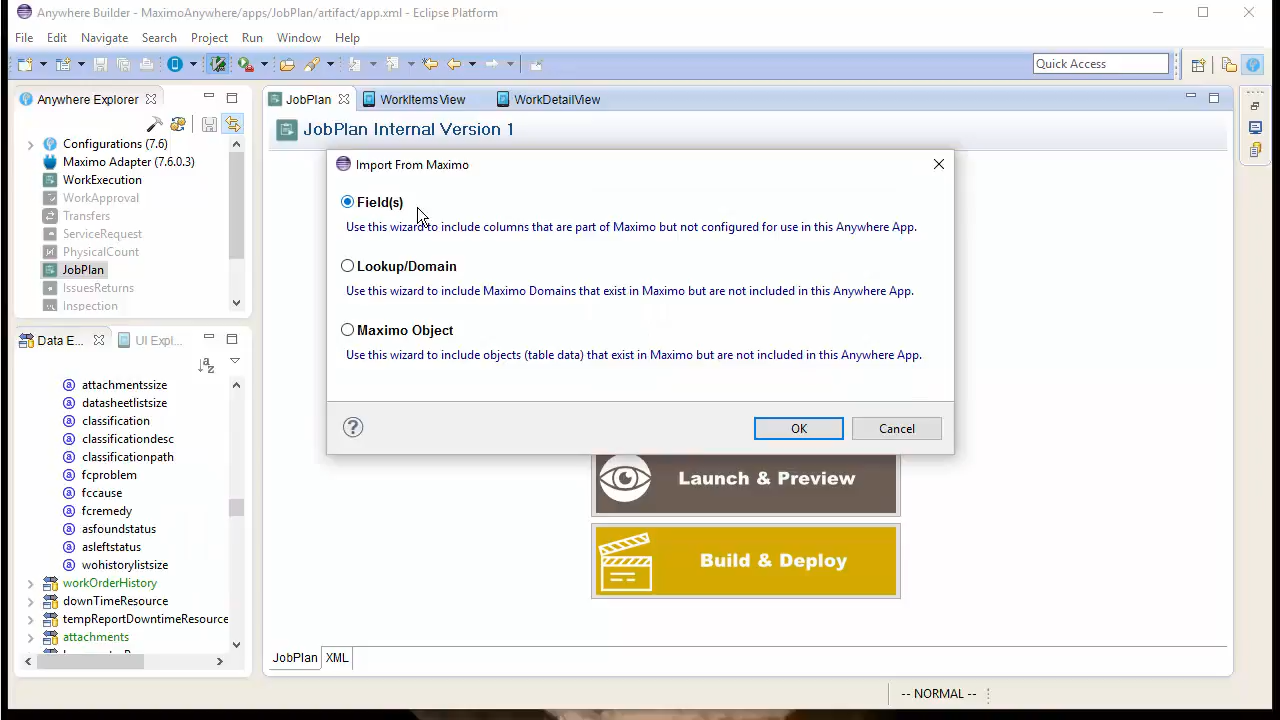 Anywhere Builder - MaximoAnywhere/apps/JobPlan/artifact/app.xml - Eclipse Platform
File Edit Navigate Search Project Run Window Help
Quick Access
Anywhere Explorer
JobPlan
WorkItemsView
WorkDetailView
JobPlan Internal Version 1
Configurations (7.6)
Maximo Adapter (7.6.0.3)
WorkExecution
WorkApproval
Transfers
ServiceRequest
PhysicalCount
JobPlan
IssuesReturns
Inspection
Data E...
UI Expl...
attachmentssize
datasheetlistsize
classification
classificationdesc
classificationpath
fcproblem
fccause
fcremedy
asfoundstatus
asleftstatus
wohistorylistsize
workOrderHistory
downTimeResource
tempReportDowntimeResource
attachments
Import From Maximo
Field(s)
Use this wizard to include columns that are part of Maximo but not configured for use in this Anywhere App.
Lookup/Domain
Use this wizard to include Maximo Domains that exist in Maximo but are not included in this Anywhere App.
Maximo Object
Use this wizard to include objects (table data) that exist in Maximo but are not included in this Anywhere App.
OK
Cancel
Launch & Preview
Build & Deploy
JobPlan XML
-- NORMAL --